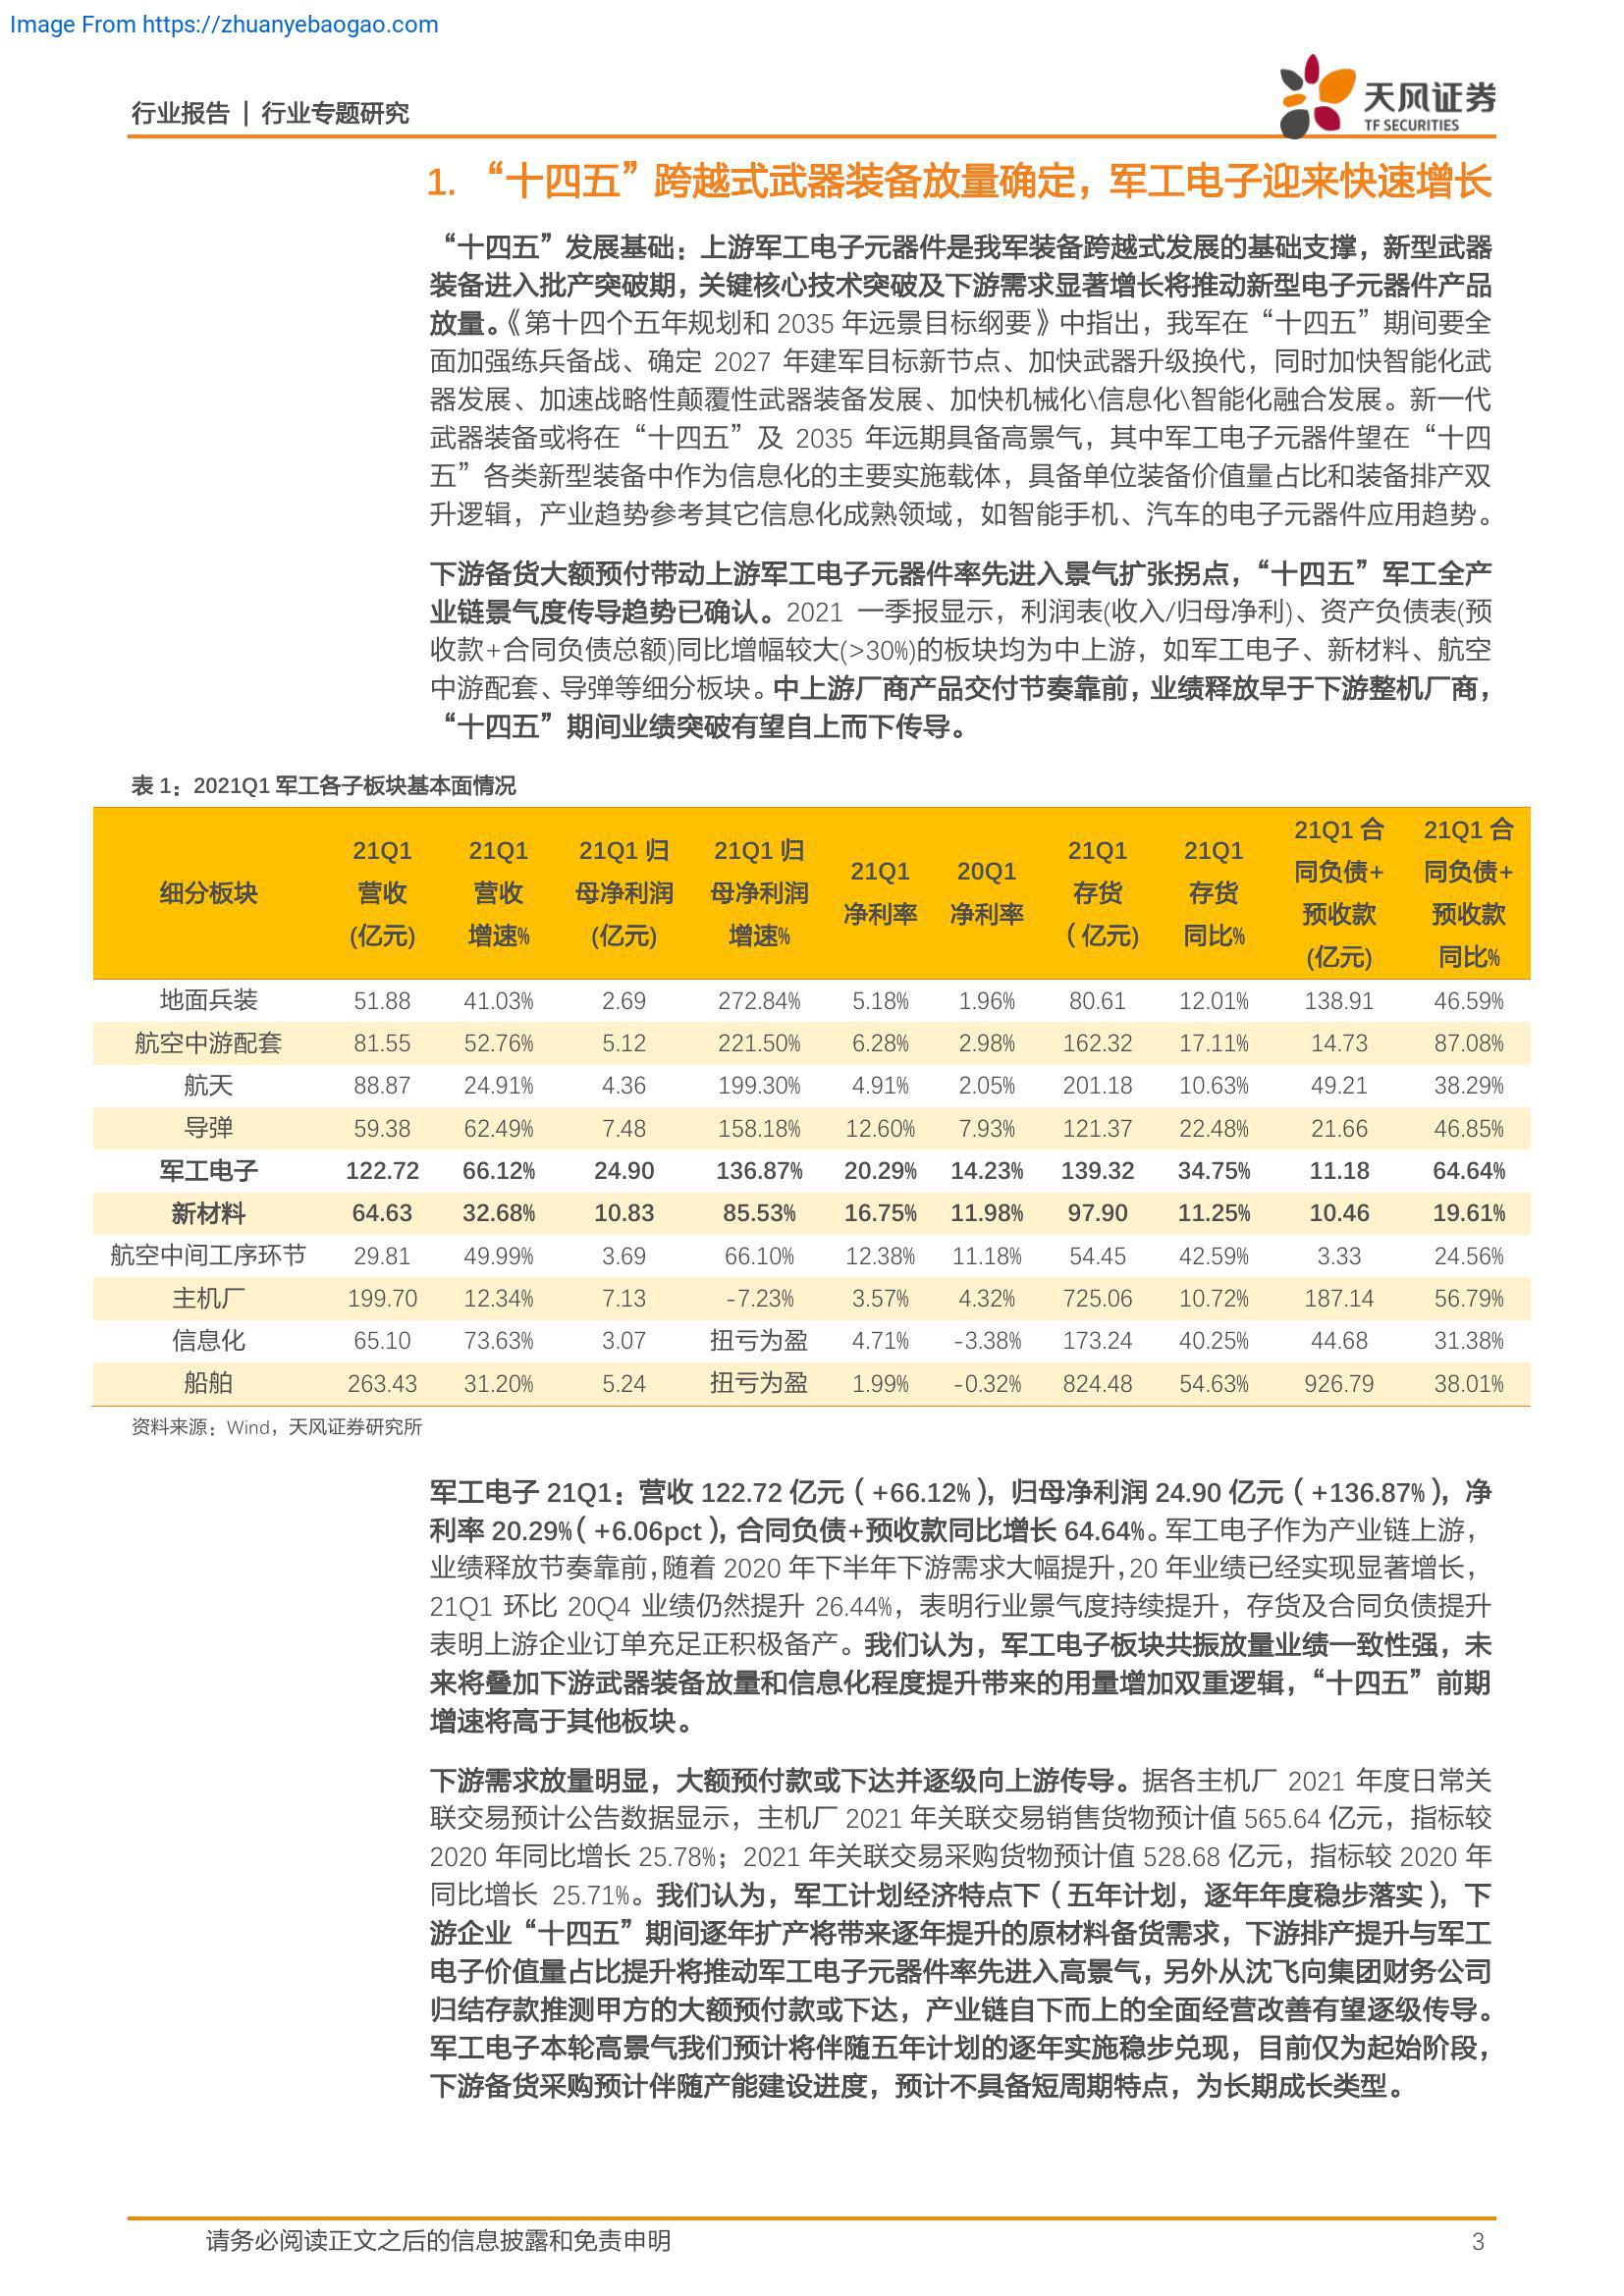 Image From https://zhuanyebaogao.com
行业报告 | 行业专题研究
天风证券
TF SECURITIES
1. “十四五”跨越式武器装备放量确定，军工电子迎来快速增长
“十四五”发展基础：上游军工电子元器件是我军装备跨越式发展的基础支撑，新型武器
装备进入批产突破期，关键核心技术突破及下游需求显著增长将推动新型电子元器件产品
放量。《第十四个五年规划和 2035 年远景目标纲要》中指出，我军在“十四五”期间要全
面加强练兵备战、确定 2027 年建军目标新节点、加快武器升级换代，同时加快智能化武
器发展、加速战略性颠覆性武器装备发展、加快机械化\信息化\智能化融合发展。新一代
武器装备或将在“十四五”及 2035 年远期具备高景气，其中军工电子元器件望在“十四
五”各类新型装备中作为信息化的主要实施载体，具备单位装备价值量占比和装备排产双
升逻辑，产业趋势参考其它信息化成熟领域，如智能手机、汽车的电子元器件应用趋势。
下游备货大额预付带动上游军工电子元器件率先进入景气扩张拐点，“十四五”军工全产
业链景气度传导趋势已确认。2021 一季报显示，利润表(收入/归母净利)、资产负债表(预
收款+合同负债总额)同比增幅较大(>30%)的板块均为中上游，如军工电子、新材料、航空
中游配套、导弹等细分板块。中上游厂商产品交付节奏靠前，业绩释放早于下游整机厂商，
“十四五”期间业绩突破有望自上而下传导。
表 1：2021Q1 军工各子板块基本面情况
细分板块 21Q1 营收 (亿元) 21Q1 营收 增速% 21Q1 归母净利润 (亿元) 21Q1 归母净利润 增速% 21Q1 净利率 20Q1 净利率 21Q1 存货 （亿元) 21Q1 存货 同比% 21Q1 合同负债+预收款 (亿元) 21Q1 合同负债+预收款 同比%
地面兵装 51.88 41.03% 2.69 272.84% 5.18% 1.96% 80.61 12.01% 138.91 46.59%
航空中游配套 81.55 52.76% 5.12 221.50% 6.28% 2.98% 162.32 17.11% 14.73 87.08%
航天 88.87 24.91% 4.36 199.30% 4.91% 2.05% 201.18 10.63% 49.21 38.29%
导弹 59.38 62.49% 7.48 158.18% 12.60% 7.93% 121.37 22.48% 21.66 46.85%
军工电子 122.72 66.12% 24.90 136.87% 20.29% 14.23% 139.32 34.75% 11.18 64.64%
新材料 64.63 32.68% 10.83 85.53% 16.75% 11.98% 97.90 11.25% 10.46 19.61%
航空中间工序环节 29.81 49.99% 3.69 66.10% 12.38% 11.18% 54.45 42.59% 3.33 24.56%
主机厂 199.70 12.34% 7.13 -7.23% 3.57% 4.32% 725.06 10.72% 187.14 56.79%
信息化 65.10 73.63% 3.07 扭亏为盈 4.71% -3.38% 173.24 40.25% 44.68 31.38%
船舶 263.43 31.20% 5.24 扭亏为盈 1.99% -0.32% 824.48 54.63% 926.79 38.01%
资料来源：Wind，天风证券研究所
军工电子 21Q1：营收 122.72 亿元（+66.12%），归母净利润 24.90 亿元（+136.87%），净
利率 20.29%（+6.06pct），合同负债+预收款同比增长 64.64%。军工电子作为产业链上游，
业绩释放节奏靠前，随着 2020 年下半年下游需求大幅提升，20 年业绩已经实现显著增长，
21Q1 环比 20Q4 业绩仍然提升 26.44%，表明行业景气度持续提升，存货及合同负债提升
表明上游企业订单充足正积极备产。我们认为，军工电子板块共振放量业绩一致性强，未
来将叠加下游武器装备放量和信息化程度提升带来的用量增加双重逻辑，“十四五”前期
增速将高于其他板块。
下游需求放量明显，大额预付款或下达并逐级向上游传导。据各主机厂 2021 年度日常关
联交易预计公告数据显示，主机厂 2021 年关联交易销售货物预计值 565.64 亿元，指标较
2020 年同比增长 25.78%；2021 年关联交易采购货物预计值 528.68 亿元，指标较 2020 年
同比增长 25.71%。我们认为，军工计划经济特点下（五年计划，逐年年度稳步落实），下
游企业“十四五”期间逐年扩产将带来逐年提升的原材料备货需求，下游排产提升与军工
电子价值量占比提升将推动军工电子元器件率先进入高景气，另外从沈飞向集团财务公司
归结存款推测甲方的大额预付款或下达，产业链自下而上的全面经营改善有望逐级传导。
军工电子本轮高景气我们预计将伴随五年计划的逐年实施稳步兑现，目前仅为起始阶段，
下游备货采购预计伴随产能建设进度，预计不具备短周期特点，为长期成长类型。
请务必阅读正文之后的信息披露和免责申明
3